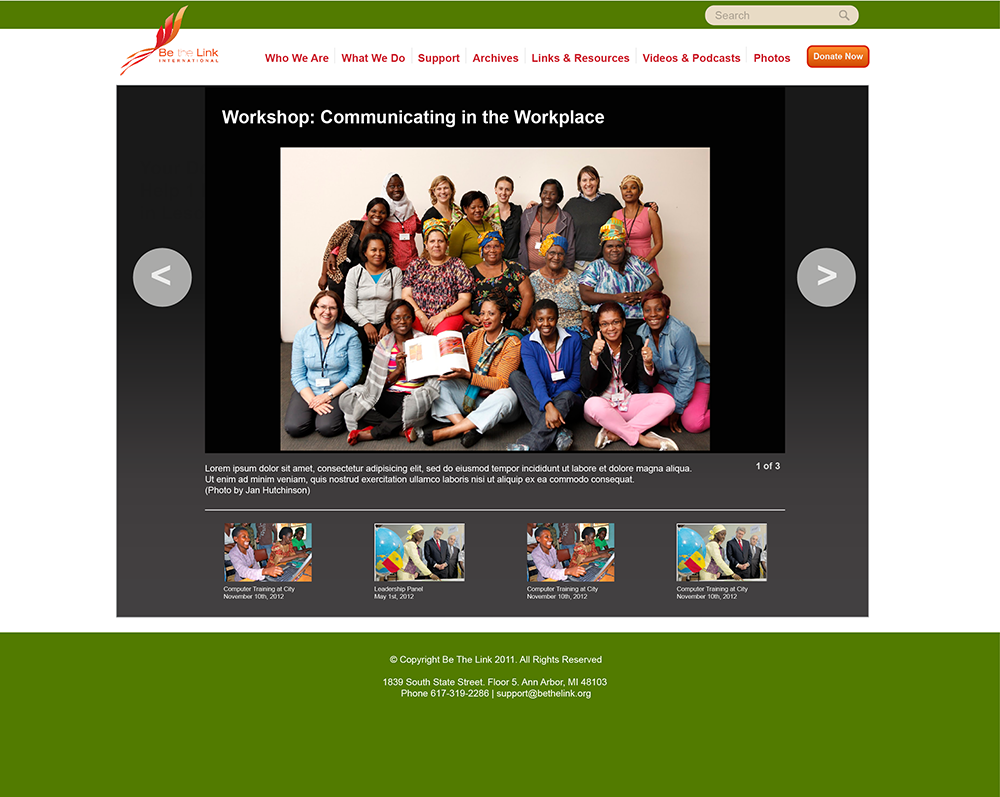 Search
Be the Link
INTERNATIONAL
Who We Are
What We Do
Support
Archives
Links & Resources
Videos & Podcasts
Photos
Donate Now
Workshop: Communicating in the Workplace
<
>
Lorem ipsum dolor sit amet, consectetur adipisicing elit, sed do eiusmod tempor incididunt ut labore et dolore magna aliqua.
Ut enim ad minim veniam, quis nostrud exercitation ullamco laboris nisi ut aliquip ex ea commodo consequat.
(Photo by Jan Hutchinson)
1 of 3
Computer Training at City
November 10th, 2012
Leadership Panel
May 1st, 2012
Computer Training at City
November 10th, 2012
Computer Training at City
November 10th, 2012
© Copyright Be The Link 2011. All Rights Reserved
1839 South State Street. Floor 5. Ann Arbor, MI 48103
Phone 617-319-2286 | support@bethelink.org